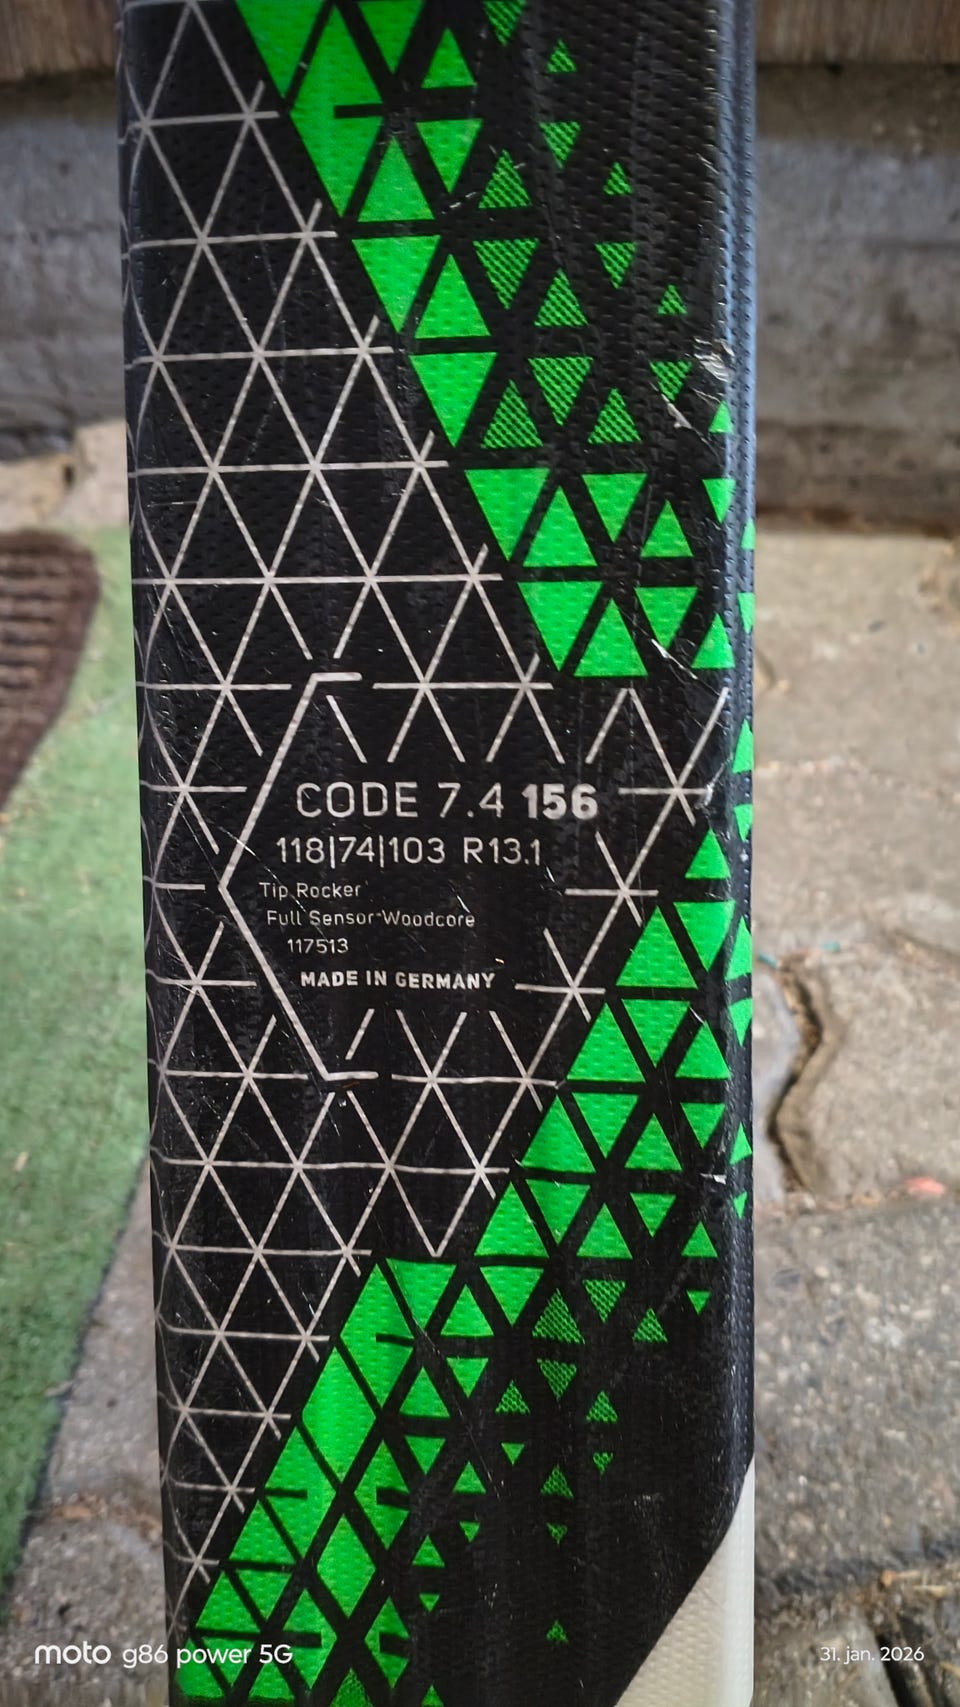 CODE 7.4 156
118|74|103 R13.1
Tip Rocker
Full Sensor Woodcore
117513
MADE IN GERMANY
moto g86 power 5G
31. jan. 2026